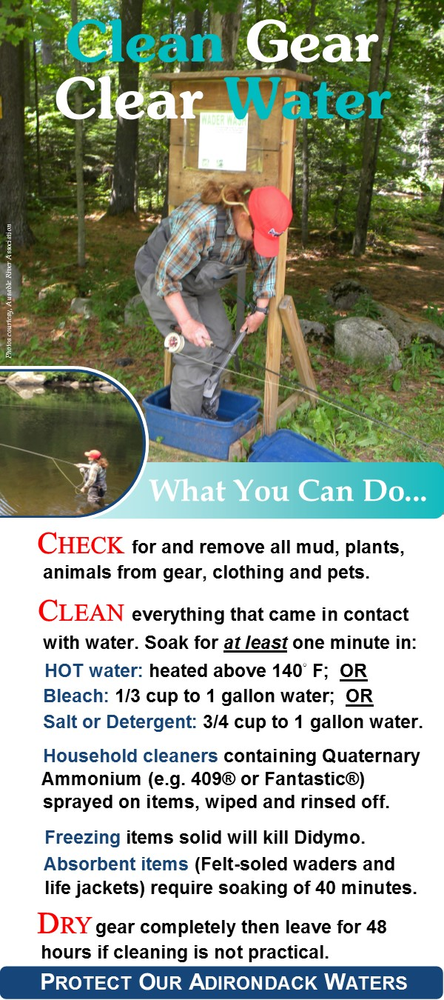 Clean Gear
Clear Water
WADER WASH
Photos courtesy, Ausable River Association
What You Can Do...
CHECK for and remove all mud, plants,
animals from gear, clothing and pets.
CLEAN everything that came in contact
with water. Soak for at least one minute in:
HOT water: heated above 140° F; OR
Bleach: 1/3 cup to 1 gallon water; OR
Salt or Detergent: 3/4 cup to 1 gallon water.
Household cleaners containing Quaternary
Ammonium (e.g. 409® or Fantastic®)
sprayed on items, wiped and rinsed off.
Freezing items solid will kill Didymo.
Absorbent items (Felt-soled waders and
life jackets) require soaking of 40 minutes.
DRY gear completely then leave for 48
hours if cleaning is not practical.
PROTECT OUR ADIRONDACK WATERS